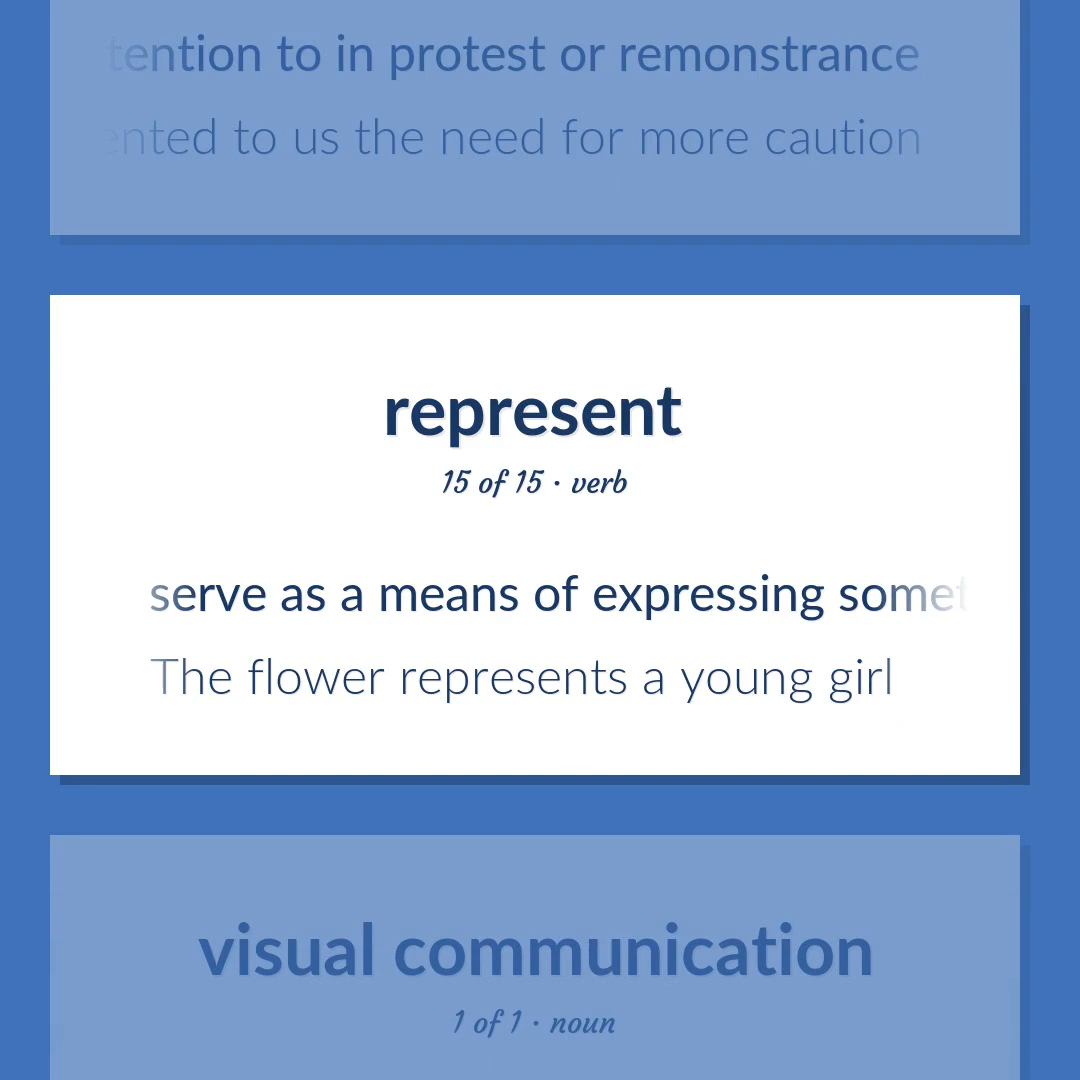 tention to in protest or remonstrance
ented to us the need for more caution
represent
15 of 15 · verb
serve as a means of expressing somet
The flower represents a young girl
visual communication
1 of 1 · noun